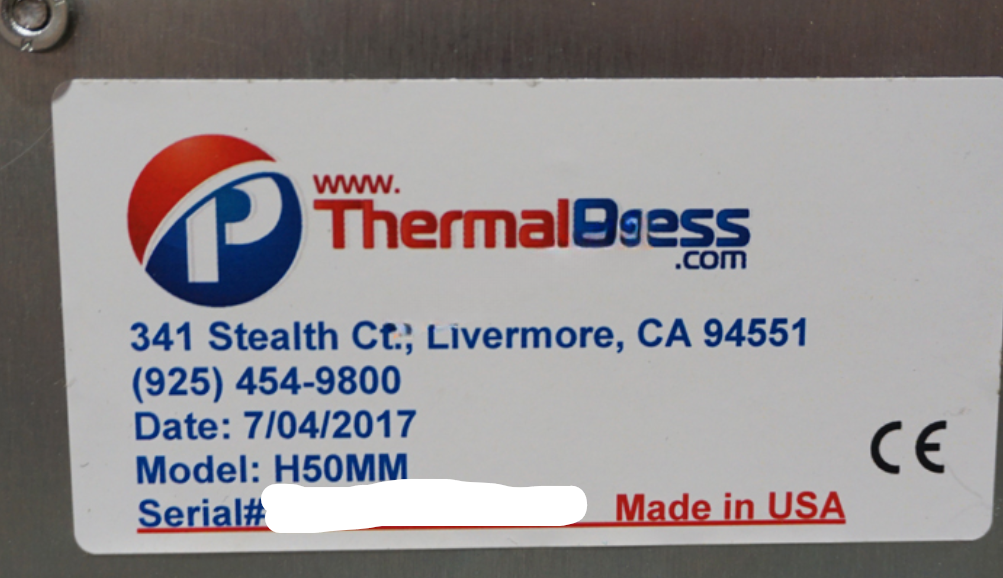 P
www.
.com
341 Stealth Ct., Livermore, CA 94551
(925) 454-9800
Date: 7/04/2017
Model: H50MM
Serial#
Made in USA
CE